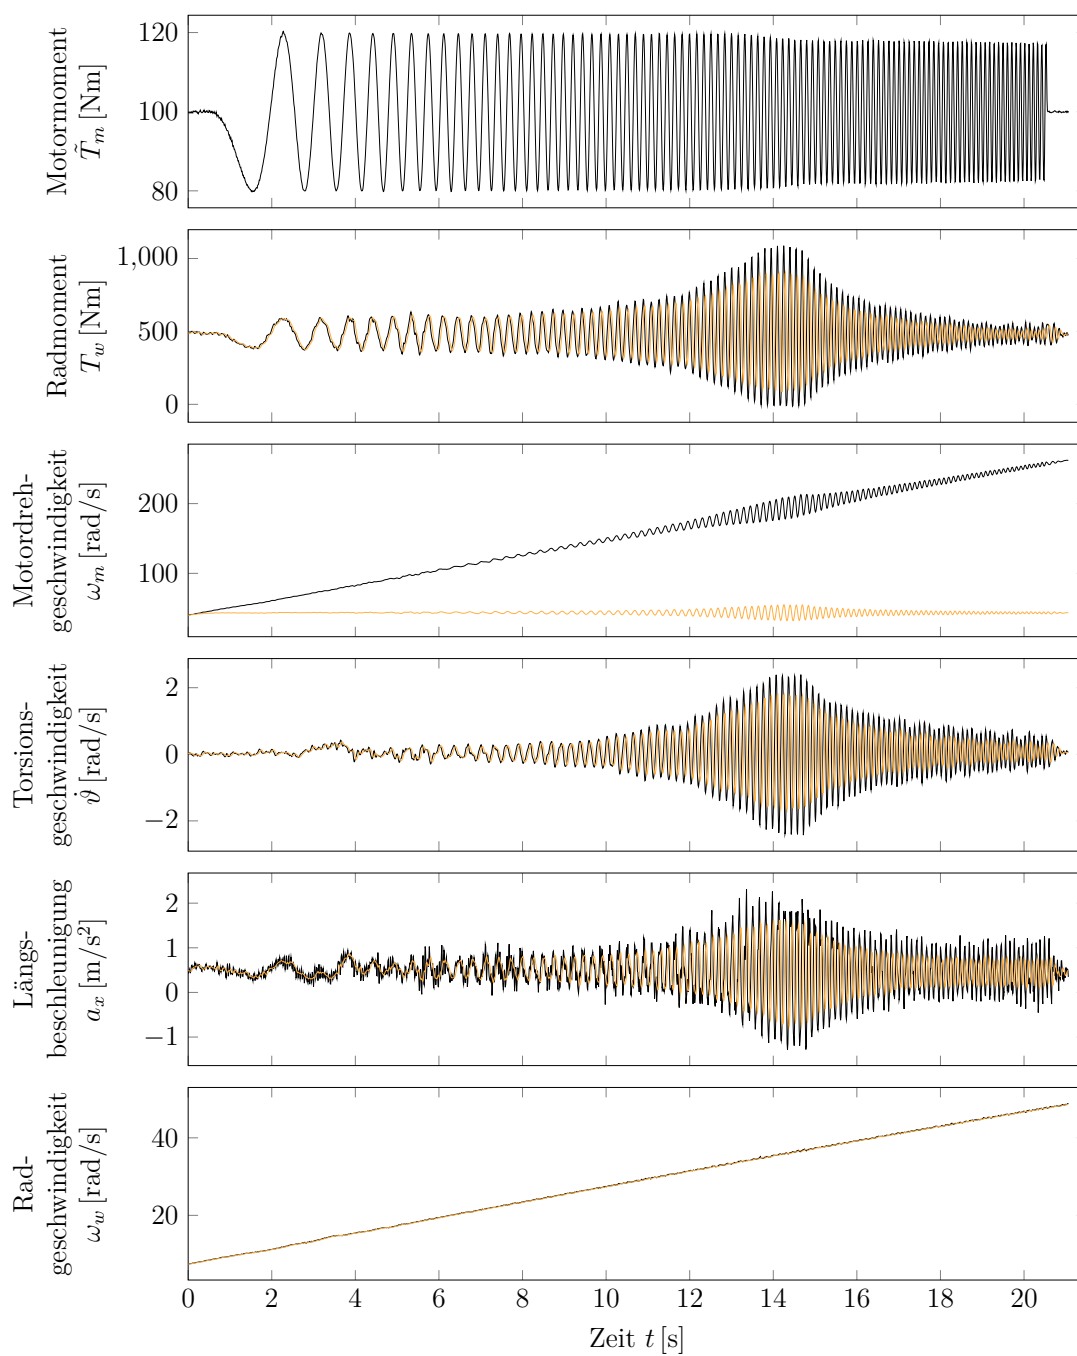 Motormoment
T̃ₘ [Nm]
120
100
80
Radmoment
T_w [Nm]
1,000
500
0
Motordreh-
geschwindigkeit
ωₘ [rad/s]
200
100
Torsions-
geschwindigkeit
ϑ̇ [rad/s]
2
0
−2
Längs-
beschleunigung
aₓ [m/s²]
2
1
0
−1
Rad-
geschwindigkeit
ω_w [rad/s]
40
20
0 2 4 6 8 10 12 14 16 18 20
Zeit t [s]